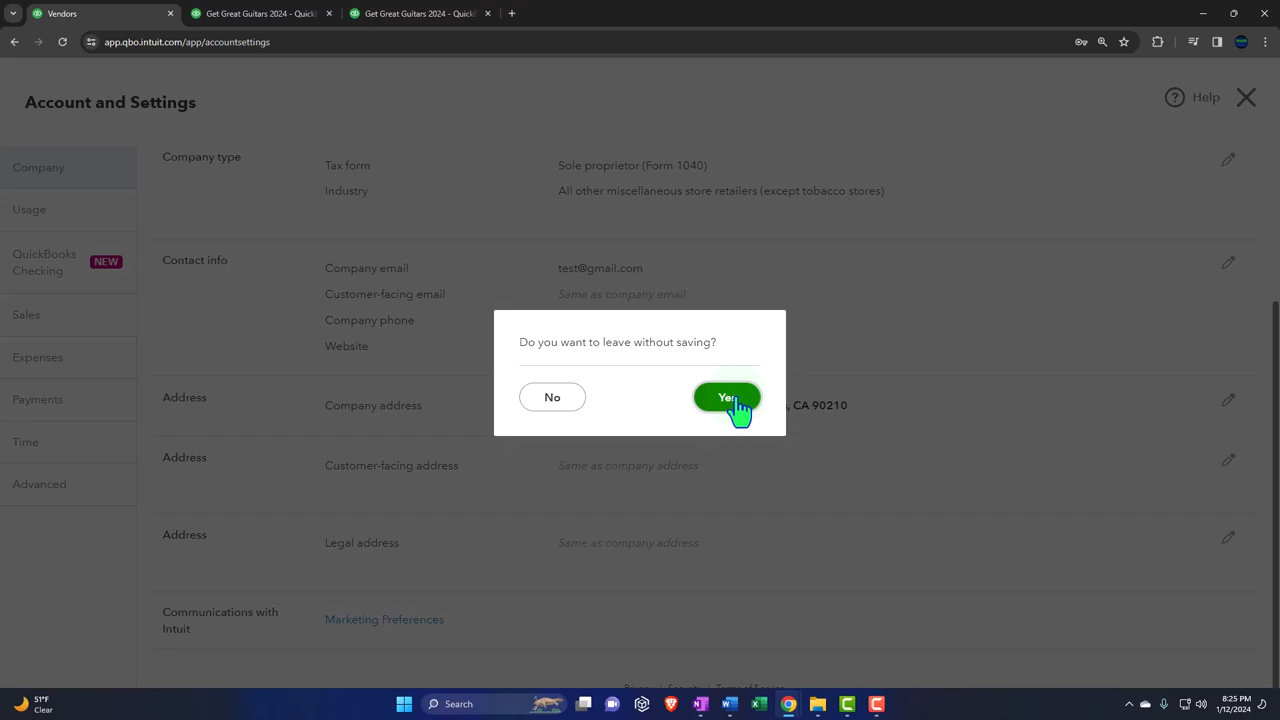 Vendors
Get Great Guitars 2024 - QuickB
Get Great Guitars 2024 - QuickB
app.qbo.intuit.com/app/accountsettings
Account and Settings
Help
Company
Usage
QuickBooks
Checking
NEW
Sales
Expenses
Payments
Time
Advanced
Company type
Tax form
Sole proprietor (Form 1040)
Industry
All other miscellaneous store retailers (except tobacco stores)
Contact info
Company email
test@gmail.com
Customer-facing email
Same as company email
Company phone
Website
Do you want to leave without saving?
No
Yes
Address
Company address
, CA 90210
Address
Customer-facing address
Same as company address
Address
Legal address
Same as company address
Communications with
Intuit
Marketing Preferences
51°F
Clear
Search
8:25 PM
1/12/2024